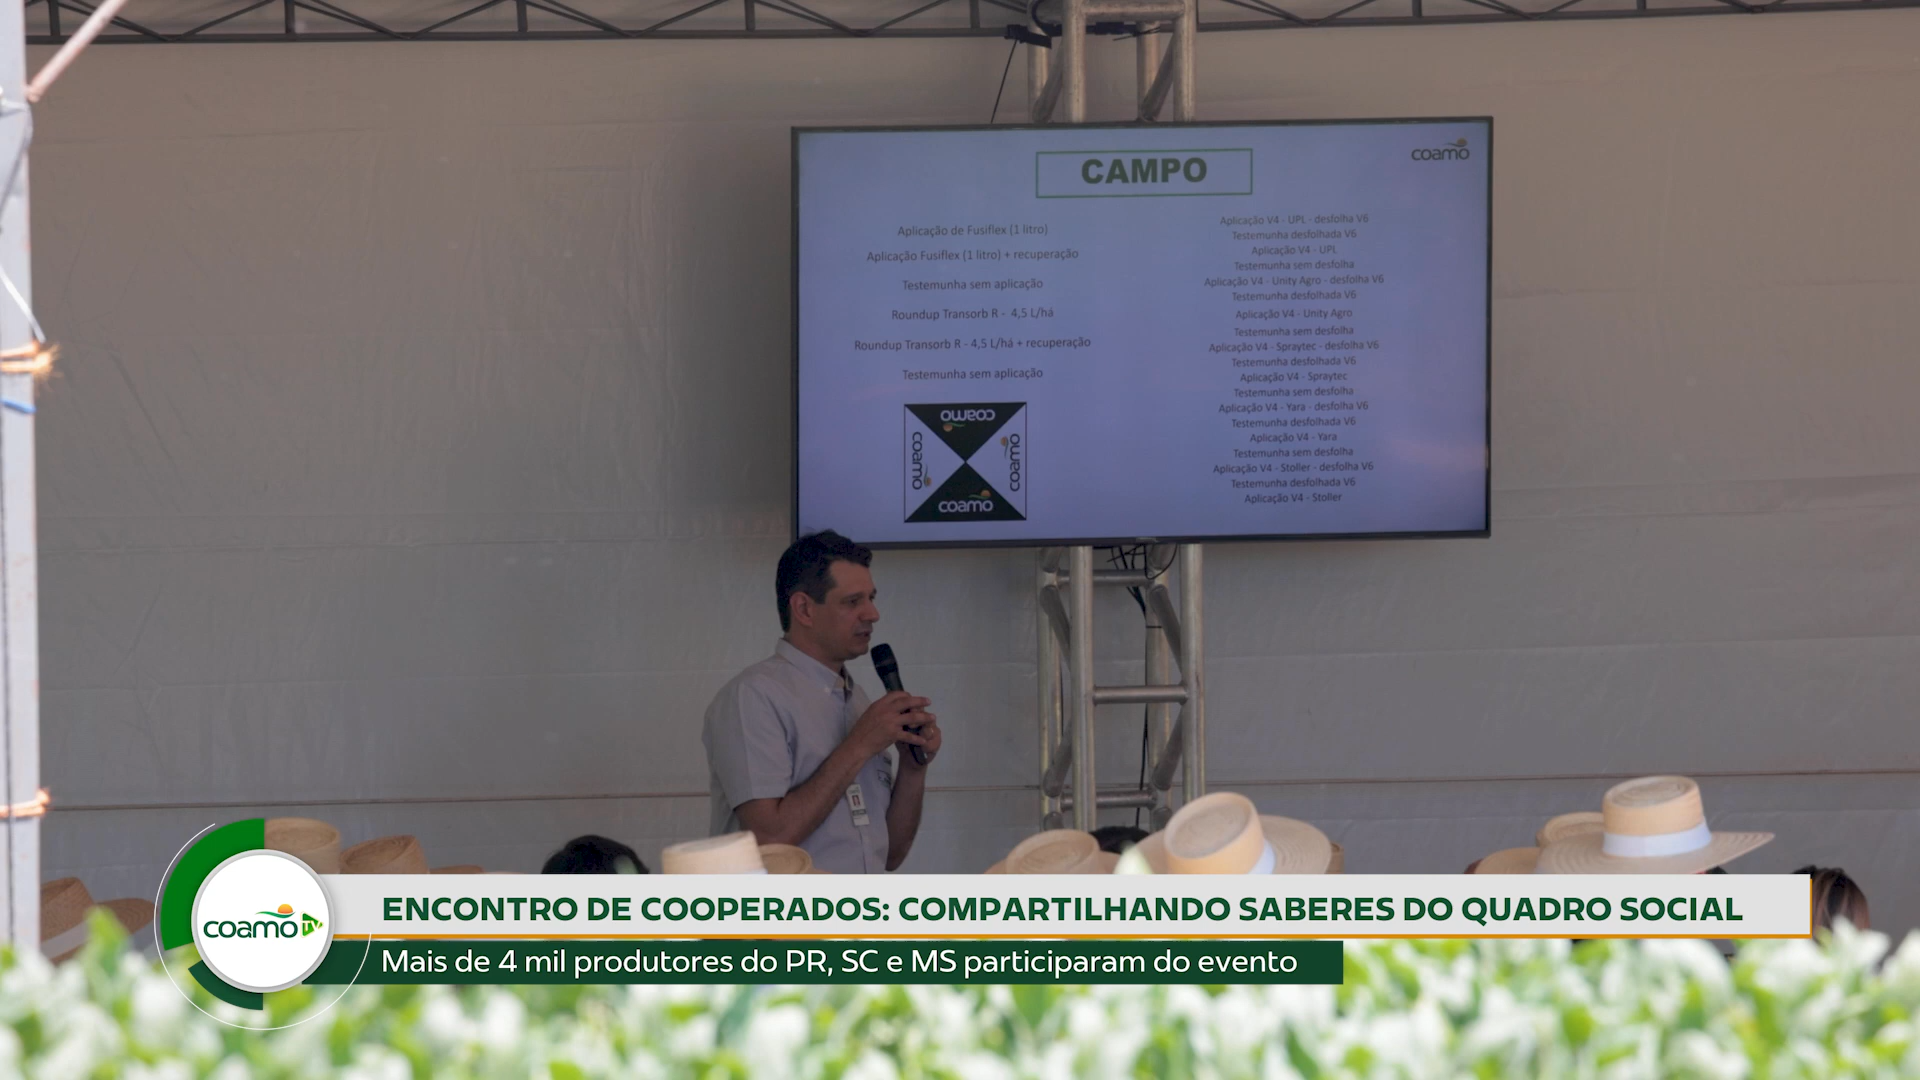 coamo
CAMPO
Aplicação de Fusiflex (1 litro)
Aplicação Fusiflex (1 litro) + recuperação
Testemunha sem aplicação
Roundup Transorb R - 4,5 L/há
Roundup Transorb R - 4,5 L/há + recuperação
Testemunha sem aplicação
coamo
coamo
coamo
coamo
Aplicação V4 - UPL - desfolha V6
Testemunha desfolhada V6
Aplicação V4 - UPL
Testemunha sem desfolha
Aplicação V4 - Unity Agro - desfolha V6
Testemunha desfolhada V6
Aplicação V4 - Unity Agro
Testemunha sem desfolha
Aplicação V4 - Spraytec - desfolha V6
Testemunha desfolhada V6
Aplicação V4 - Spraytec
Testemunha sem desfolha
Aplicação V4 - Yara - desfolha V6
Testemunha desfolhada V6
Aplicação V4 - Yara
Testemunha sem desfolha
Aplicação V4 - Stoller - desfolha V6
Testemunha desfolhada V6
Aplicação V4 - Stoller
coamo TV
ENCONTRO DE COOPERADOS: COMPARTILHANDO SABERES DO QUADRO SOCIAL
Mais de 4 mil produtores do PR, SC e MS participaram do evento